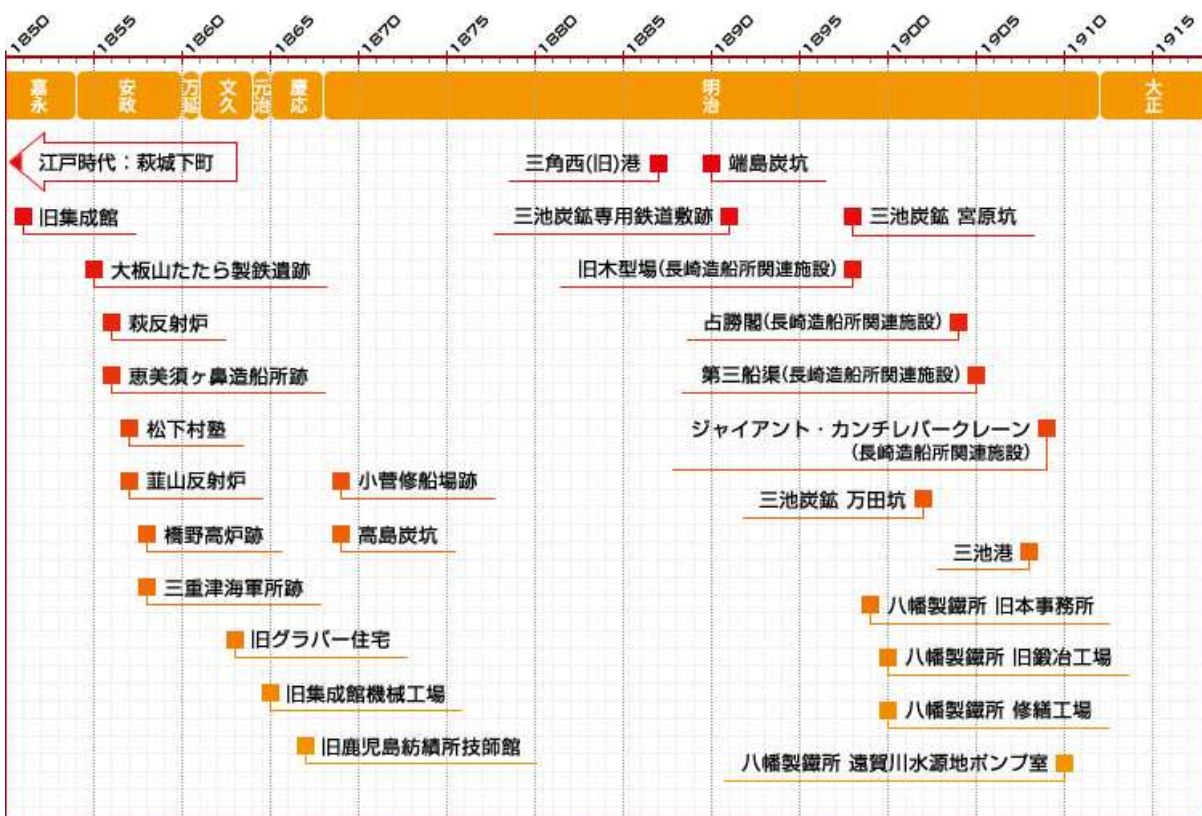 1850 1855 1860 1865 1870 1875 1880 1885 1890 1895 1900 1905 1910 1915
嘉永 安政 万延 文久 元治 慶応 明治 大正
江戸時代：萩城下町
三角西(旧)港
端島炭坑
旧集成館
三池炭鉱専用鉄道敷跡
三池炭鉱 宮原坑
大板山たたら製鉄遺跡
旧木型場(長崎造船所関連施設)
萩反射炉
占勝閣(長崎造船所関連施設)
恵美須ヶ鼻造船所跡
第三船渠(長崎造船所関連施設)
松下村塾
ジャイアント・カンチレバークレーン
(長崎造船所関連施設)
韮山反射炉
小菅修船場跡
三池炭鉱 万田坑
橋野高炉跡
高島炭坑
三池港
三重津海軍所跡
八幡製鐵所 旧本事務所
旧グラバー住宅
八幡製鐵所 旧鍛冶工場
旧集成館機械工場
八幡製鐵所 修繕工場
旧鹿児島紡績所技師館
八幡製鐵所 遠賀川水源地ポンプ室